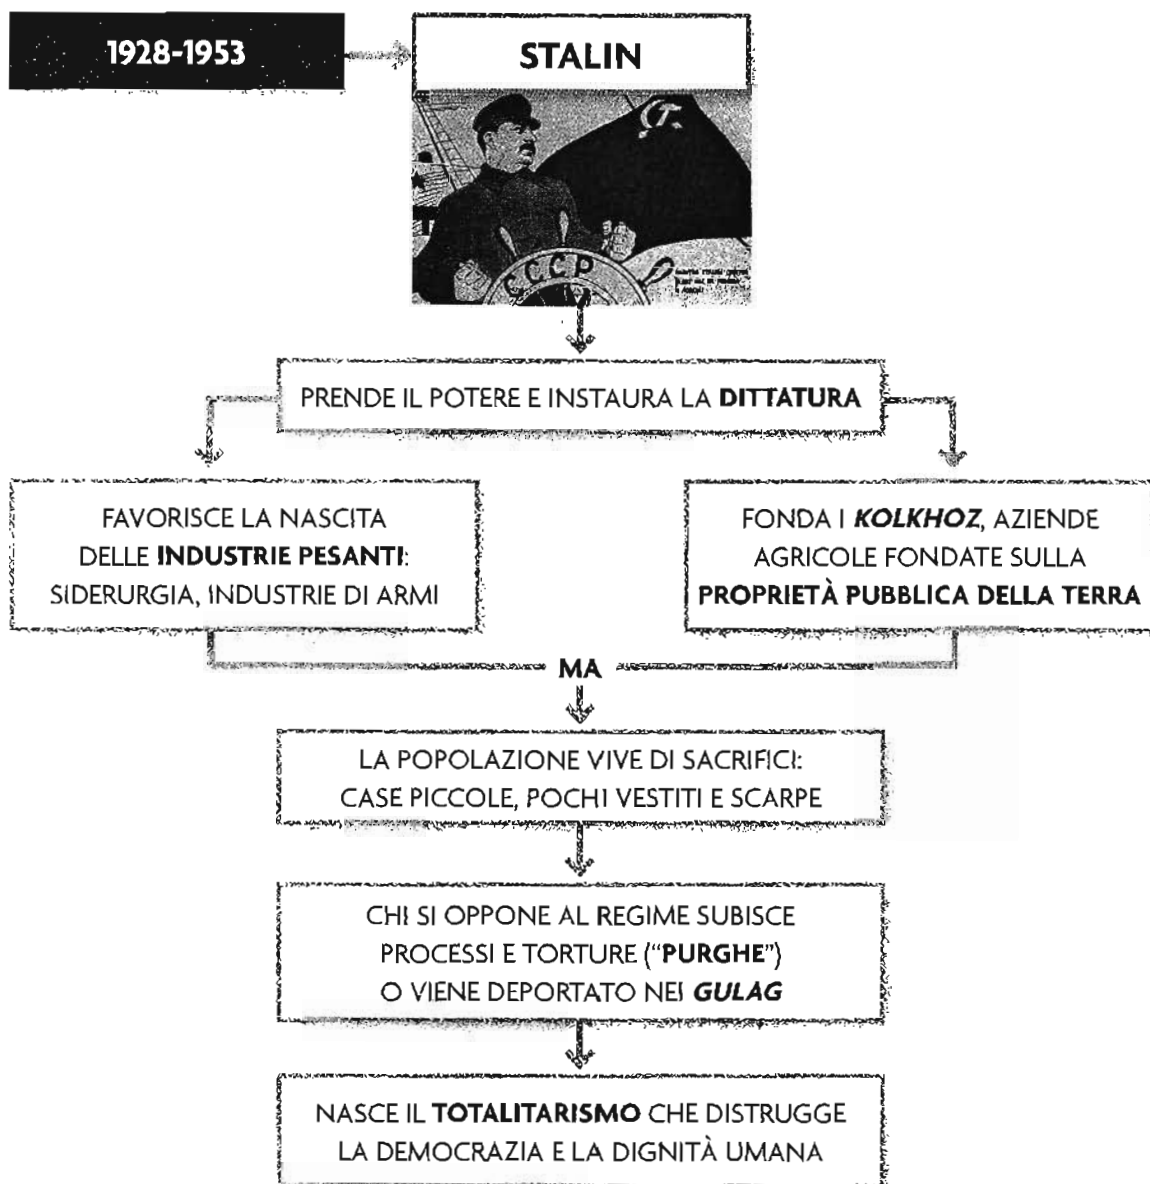 1928-1953
STALIN
СССР
PRENDE IL POTERE E INSTAURA LA DITTATURA
FAVORISCE LA NASCITA
DELLE INDUSTRIE PESANTI:
SIDERURGIA, INDUSTRIE DI ARMI
FONDA I KOLKHOZ, AZIENDE
AGRICOLE FONDATE SULLA
PROPRIETÀ PUBBLICA DELLA TERRA
MA
LA POPOLAZIONE VIVE DI SACRIFICI:
CASE PICCOLE, POCHI VESTITI E SCARPE
CHI SI OPPONE AL REGIME SUBISCE
PROCESSI E TORTURE (“PURGHE”)
O VIENE DEPORTATO NEI GULAG
NASCE IL TOTALITARISMO CHE DISTRUGGE
LA DEMOCRAZIA E LA DIGNITÀ UMANA